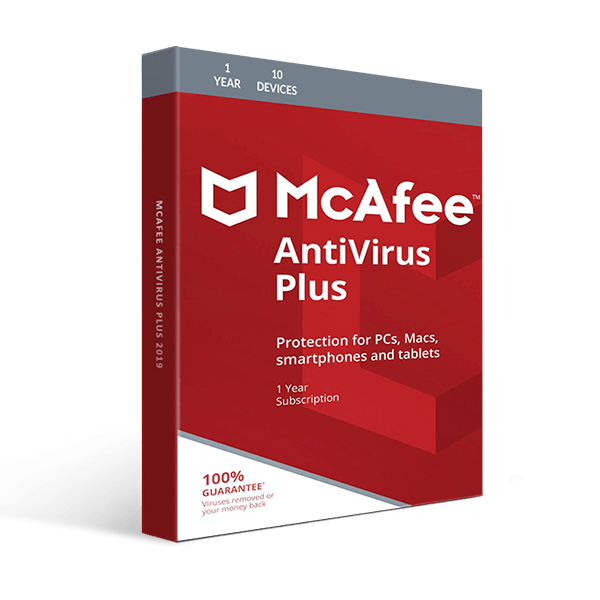 1
YEAR
10
DEVICES
McAfee™
AntiVirus
Plus
Protection for PCs, Macs,
smartphones and tablets
1 Year
Subscription
100%
GUARANTEE*
Viruses removed or
your money back
MCAFEE ANTIVIRUS PLUS 2019